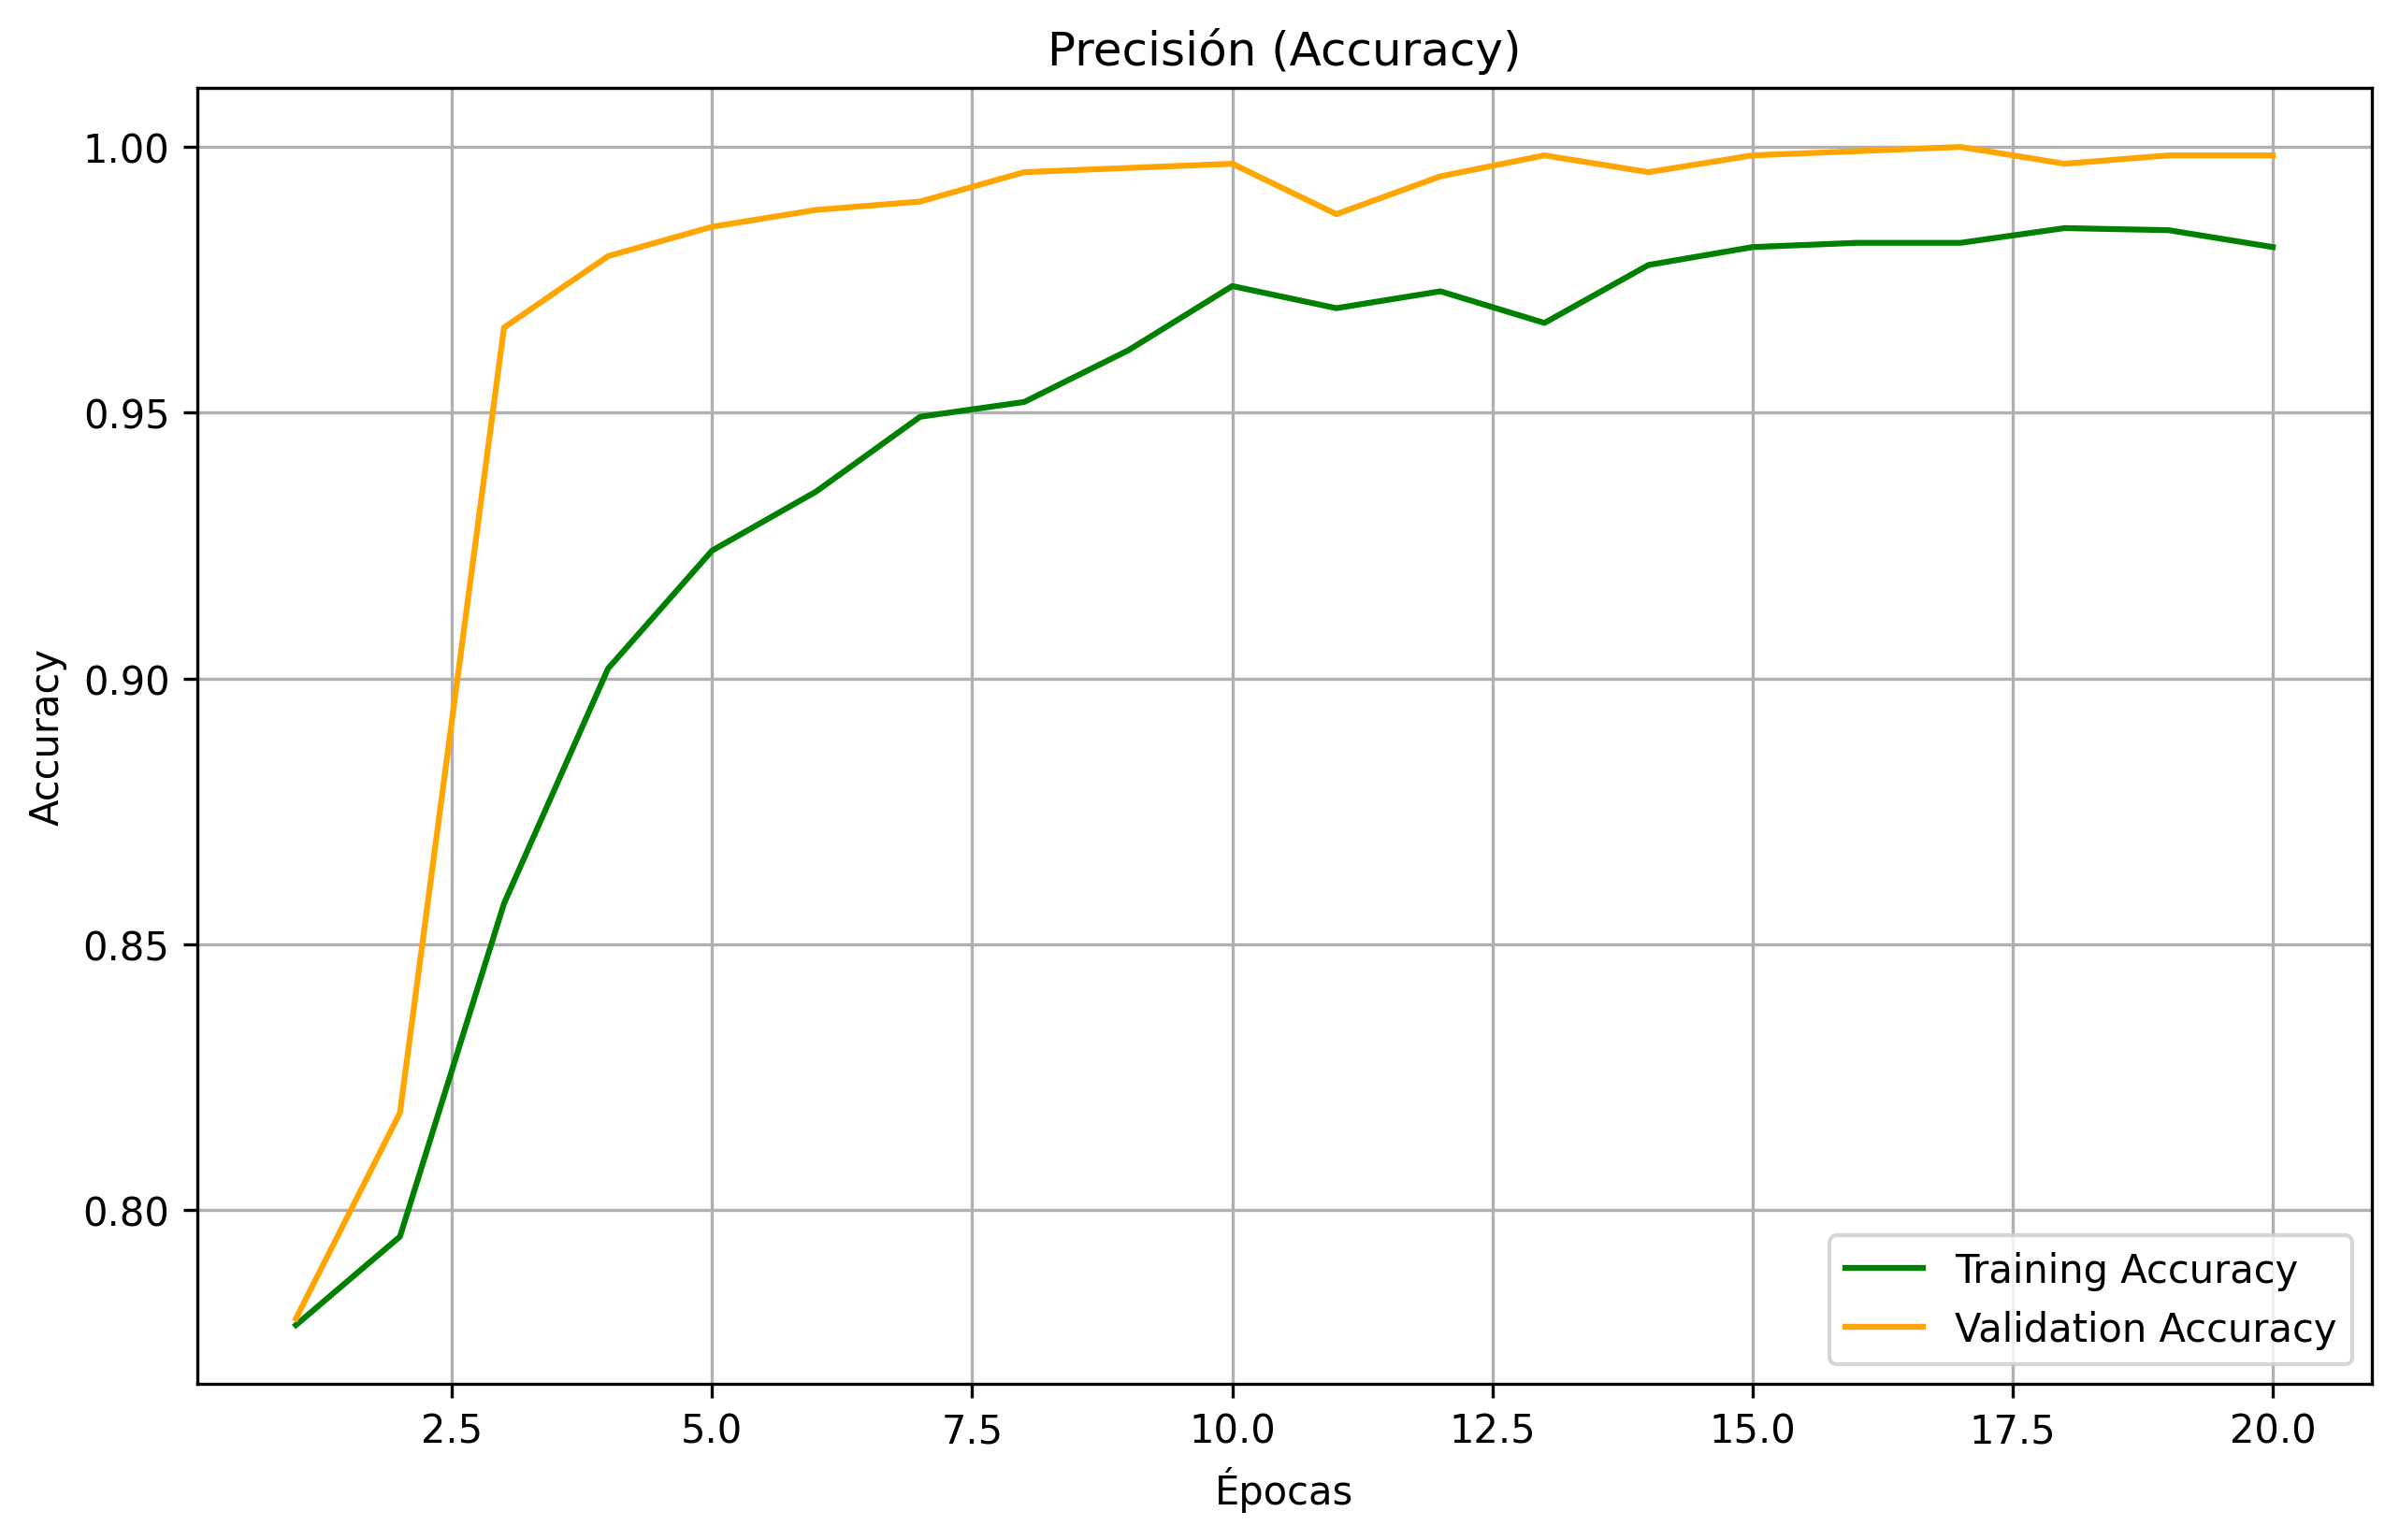 Precisión (Accuracy)
Accuracy
1.00
0.95
0.90
0.85
0.80
Training Accuracy
Validation Accuracy
2.5 5.0 7.5 10.0 12.5 15.0 17.5 20.0
Épocas